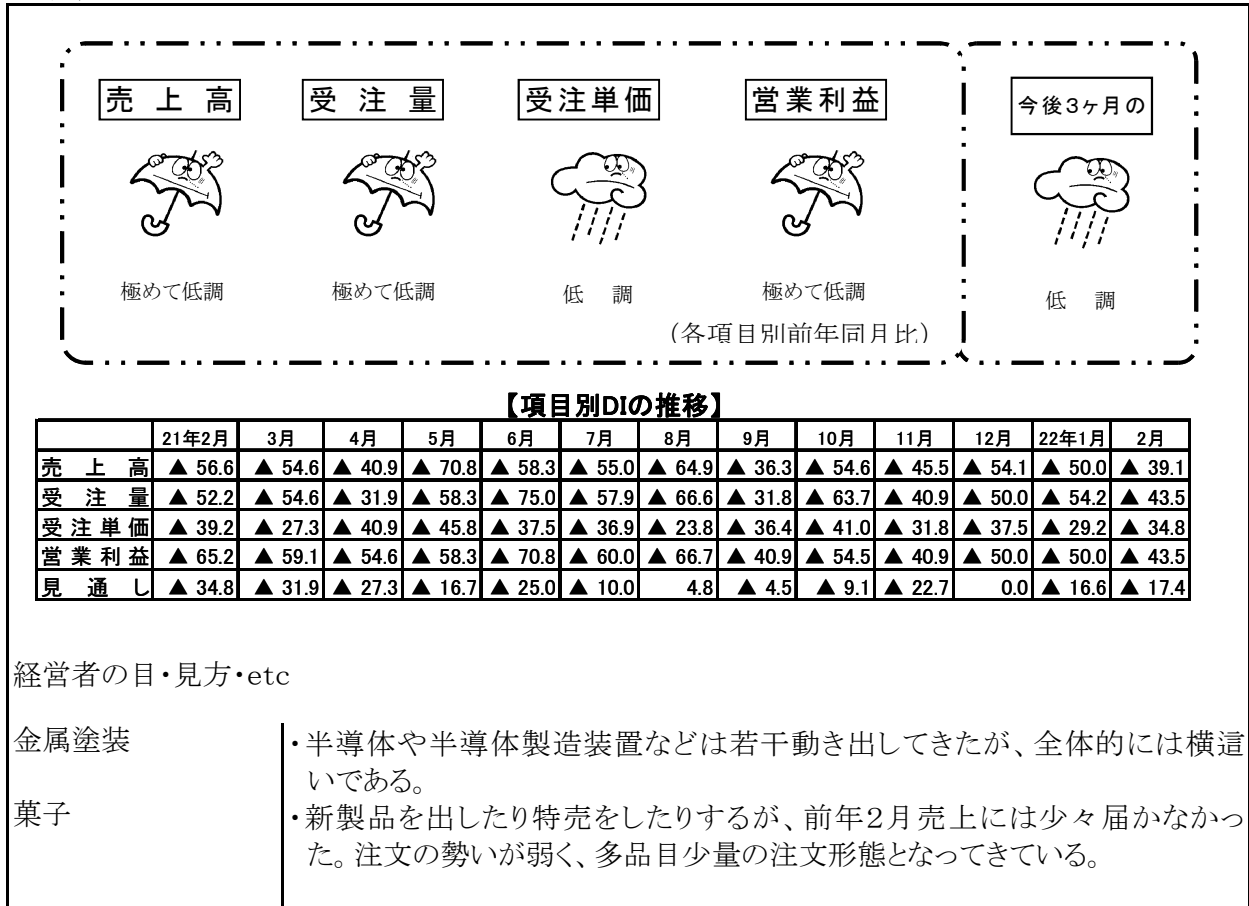 売上高 受注量 受注単価 営業利益 今後3ヶ月の
極めて低調 極めて低調 低調 極めて低調 低調
(各項目別前年同月比)
【項目別DIの推移】
21年2月 3月 4月 5月 6月 7月 8月 9月 10月 11月 12月 22年1月 2月
売上高 ▲ 56.6 ▲ 54.6 ▲ 40.9 ▲ 70.8 ▲ 58.3 ▲ 55.0 ▲ 64.9 ▲ 36.3 ▲ 54.6 ▲ 45.5 ▲ 54.1 ▲ 50.0 ▲ 39.1
受注量 ▲ 52.2 ▲ 54.6 ▲ 31.9 ▲ 58.3 ▲ 75.0 ▲ 57.9 ▲ 66.6 ▲ 31.8 ▲ 63.7 ▲ 40.9 ▲ 50.0 ▲ 54.2 ▲ 43.5
受注単価 ▲ 39.2 ▲ 27.3 ▲ 40.9 ▲ 45.8 ▲ 37.5 ▲ 36.9 ▲ 23.8 ▲ 36.4 ▲ 41.0 ▲ 31.8 ▲ 37.5 ▲ 29.2 ▲ 34.8
営業利益 ▲ 65.2 ▲ 59.1 ▲ 54.6 ▲ 58.3 ▲ 70.8 ▲ 60.0 ▲ 66.7 ▲ 40.9 ▲ 54.5 ▲ 40.9 ▲ 50.0 ▲ 50.0 ▲ 43.5
見通し ▲ 34.8 ▲ 31.9 ▲ 27.3 ▲ 16.7 ▲ 25.0 ▲ 10.0 4.8 ▲ 4.5 ▲ 9.1 ▲ 22.7 0.0 ▲ 16.6 ▲ 17.4
経営者の目・見方・etc
金属塗装 ・半導体や半導体製造装置などは若干動き出してきたが、全体的には横這
いである。
菓子 ・新製品を出したり特売をしたりするが、前年2月売上には少々届かなかっ
た。注文の勢いが弱く、多品目少量の注文形態となってきている。